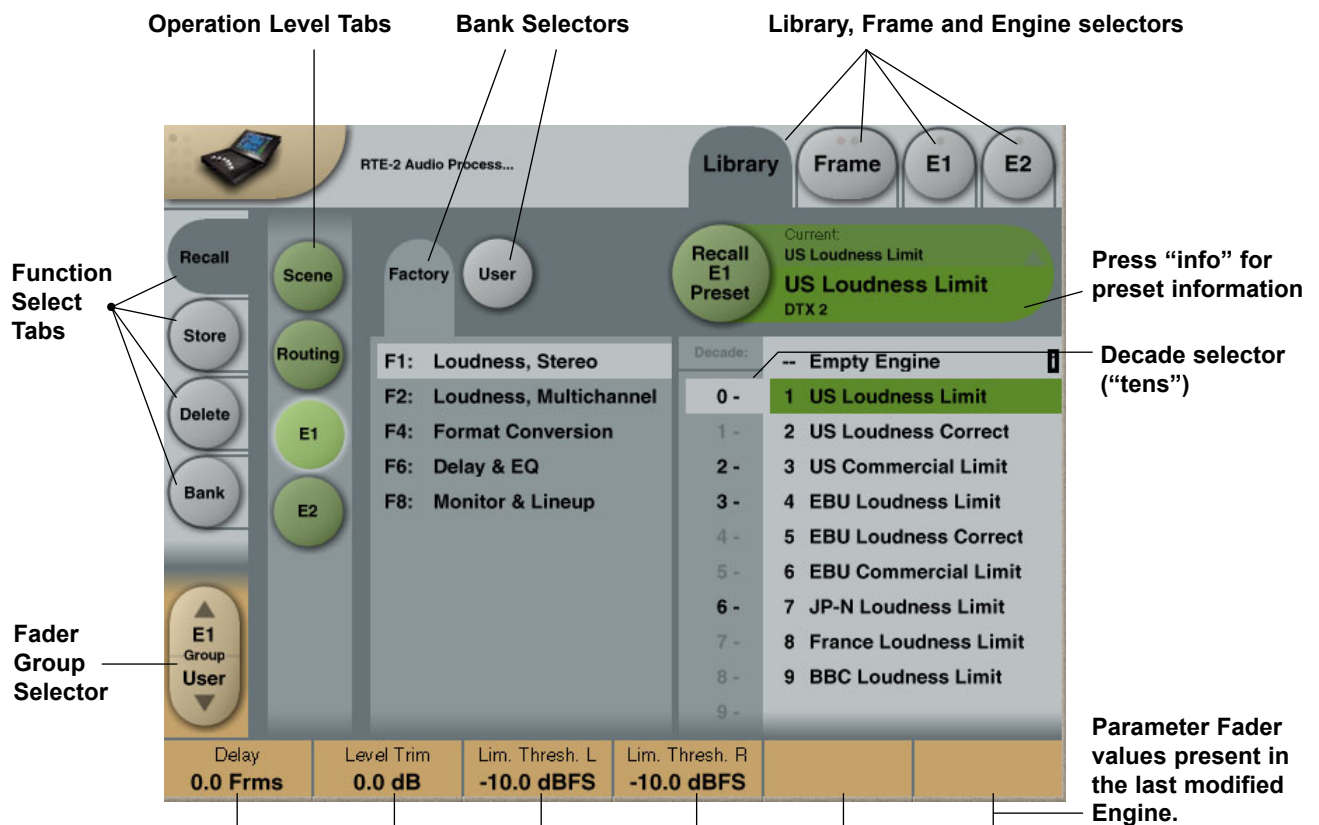 Operation Level Tabs
Bank Selectors
Library, Frame and Engine selectors
RTE-2 Audio Process...
Library
Frame
E1
E2
Function
Select
Tabs
Recall
Store
Delete
Bank
Scene
Routing
E1
E2
Factory
User
Recall
E1
Preset
Current:
US Loudness Limit
US Loudness Limit
DTX 2
Press “info” for
preset information
Decade selector
(“tens”)
F1: Loudness, Stereo
F2: Loudness, Multichannel
F4: Format Conversion
F6: Delay & EQ
F8: Monitor & Lineup
Decade:
0 -
1 -
2 -
3 -
4 -
5 -
6 -
7 -
8 -
9 -
-- Empty Engine i
1 US Loudness Limit
2 US Loudness Correct
3 US Commercial Limit
4 EBU Loudness Limit
5 EBU Loudness Correct
6 EBU Commercial Limit
7 JP-N Loudness Limit
8 France Loudness Limit
9 BBC Loudness Limit
Fader
Group
Selector
E1
Group
User
Delay
0.0 Frms
Level Trim
0.0 dB
Lim. Thresh. L
-10.0 dBFS
Lim. Thresh. R
-10.0 dBFS
Parameter Fader
values present in
the last modified
Engine.